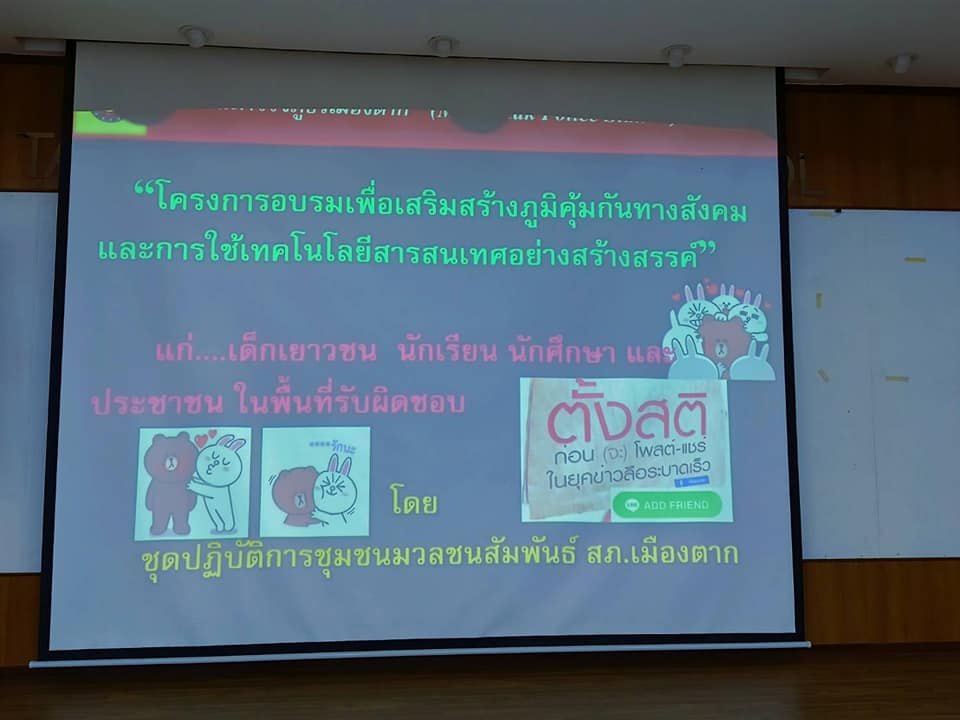 “โครงการอบรมเพื่อเสริมสร้างภูมิคุ้มกันทางสังคม
และการใช้เทคโนโลยีสารสนเทศอย่างสร้างสรรค์”
แก่....เด็กเยาวชน นักเรียน นักศึกษา และ
ประชาชน ในพื้นที่รับผิดชอบ
ตั้งสติ
ก่อน (จะ) โพสต์-แชร์
ในยุคข่าวลือระบาดเร็ว
LINE ADD FRIEND
****รักนะ
โดย
ชุดปฏิบัติการชุมชนมวลชนสัมพันธ์ สภ.เมืองตาก